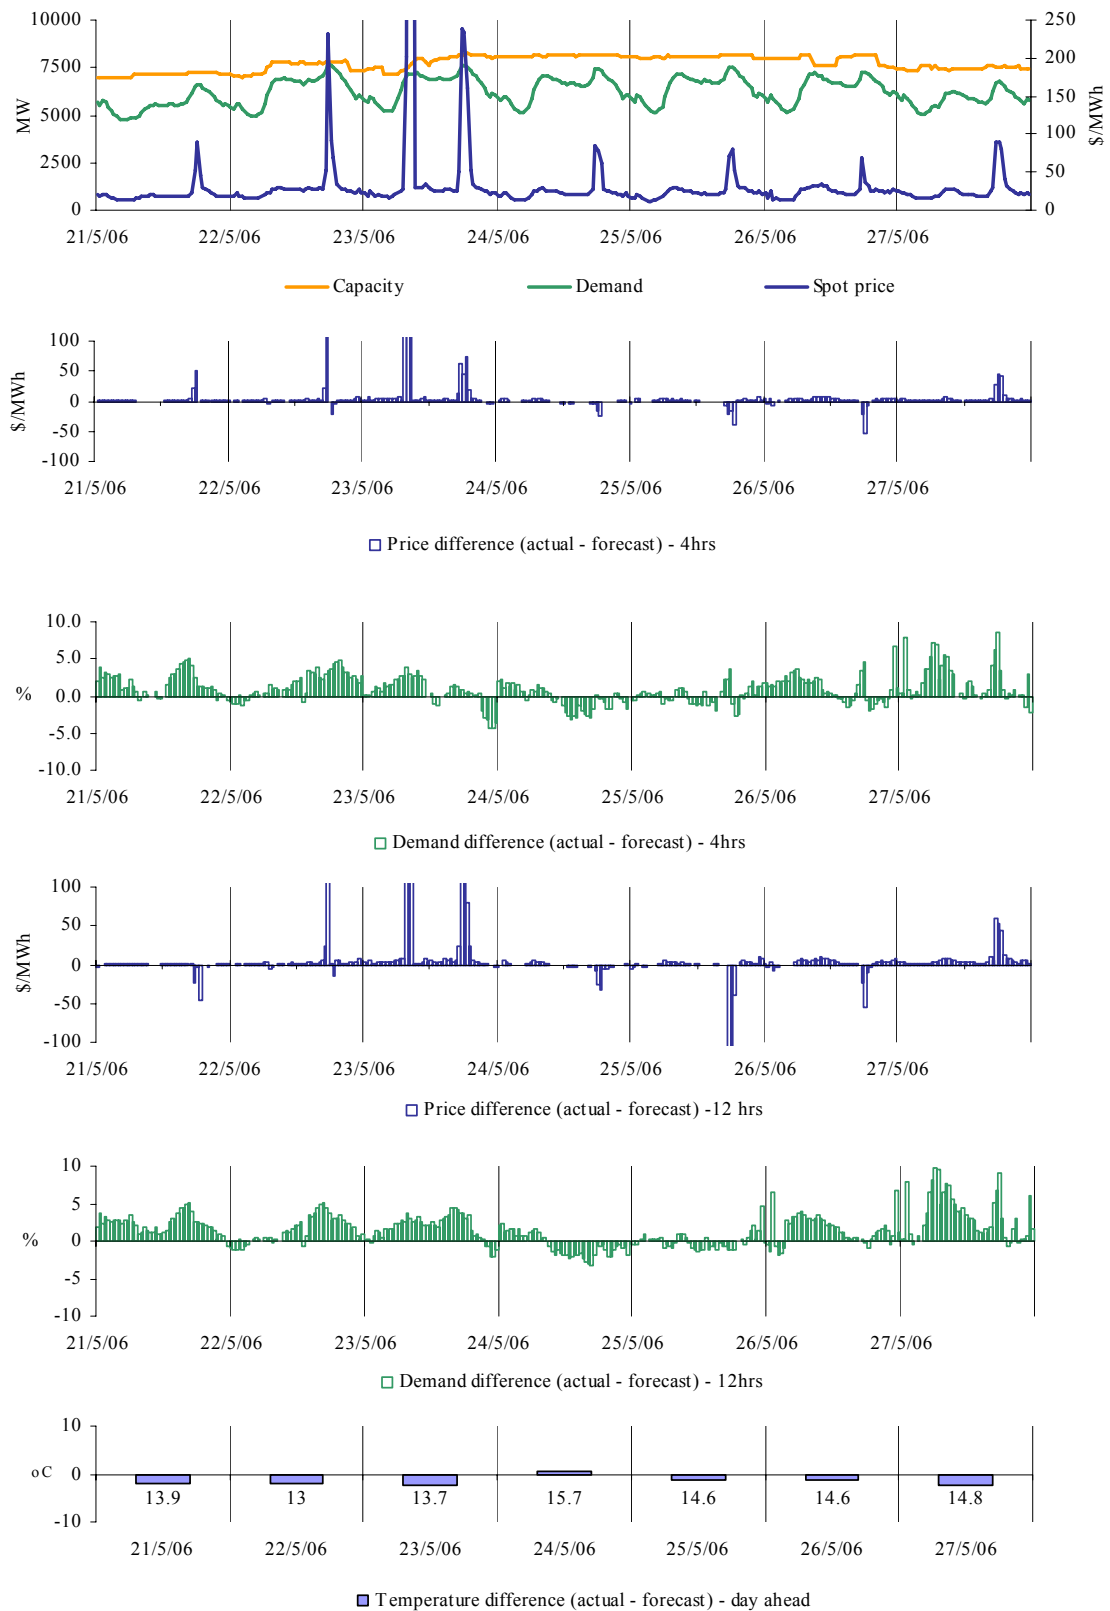 10000
7500
5000
2500
0
MW
250
200
150
100
50
0
$/MWh
21/5/06 22/5/06 23/5/06 24/5/06 25/5/06 26/5/06 27/5/06
Capacity Demand Spot price
100
50
0
-50
-100
$/MWh
21/5/06 22/5/06 23/5/06 24/5/06 25/5/06 26/5/06 27/5/06
Price difference (actual - forecast) - 4hrs
10.0
5.0
0.0
-5.0
-10.0
%
21/5/06 22/5/06 23/5/06 24/5/06 25/5/06 26/5/06 27/5/06
Demand difference (actual - forecast) - 4hrs
100
50
0
-50
-100
$/MWh
21/5/06 22/5/06 23/5/06 24/5/06 25/5/06 26/5/06 27/5/06
Price difference (actual - forecast) -12 hrs
10
5
0
-5
-10
%
21/5/06 22/5/06 23/5/06 24/5/06 25/5/06 26/5/06 27/5/06
Demand difference (actual - forecast) - 12hrs
10
0
-10
oC
13.9 13 13.7 15.7 14.6 14.6 14.8
21/5/06 22/5/06 23/5/06 24/5/06 25/5/06 26/5/06 27/5/06
Temperature difference (actual - forecast) - day ahead